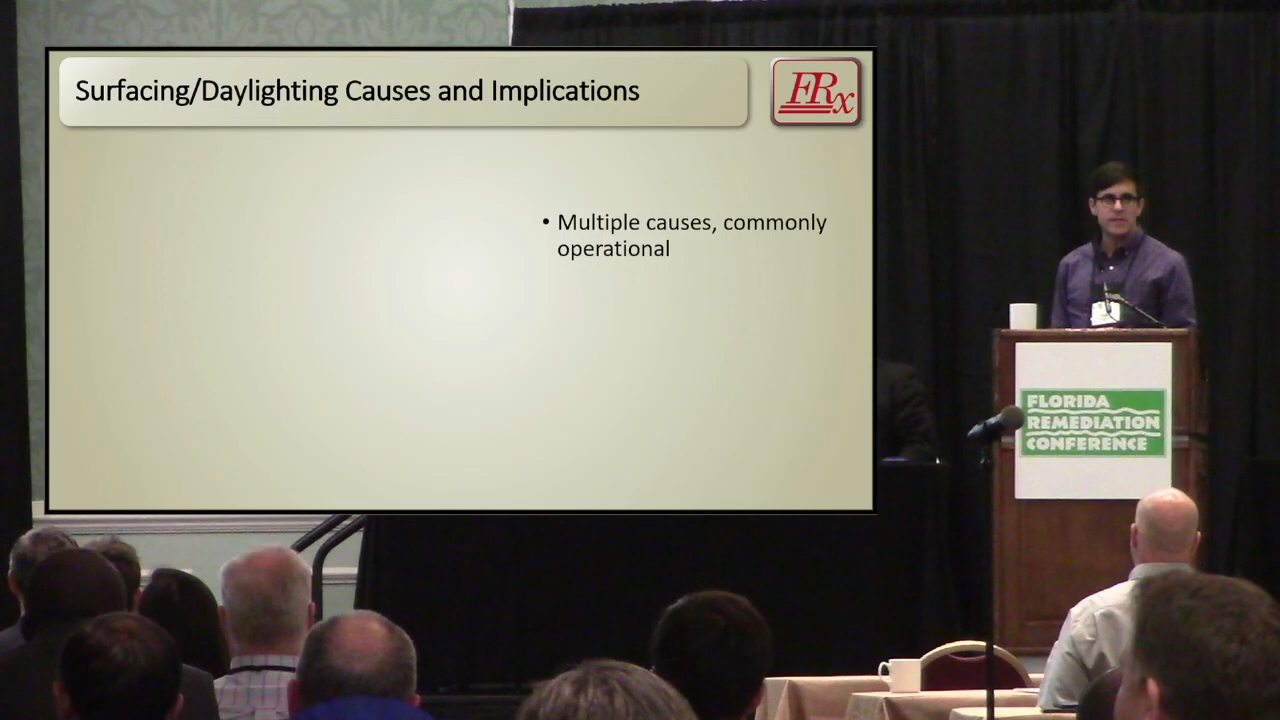 Surfacing/Daylighting Causes and Implications
FRx
• Multiple causes, commonly
operational
FLORIDA
REMEDIATION
CONFERENCE